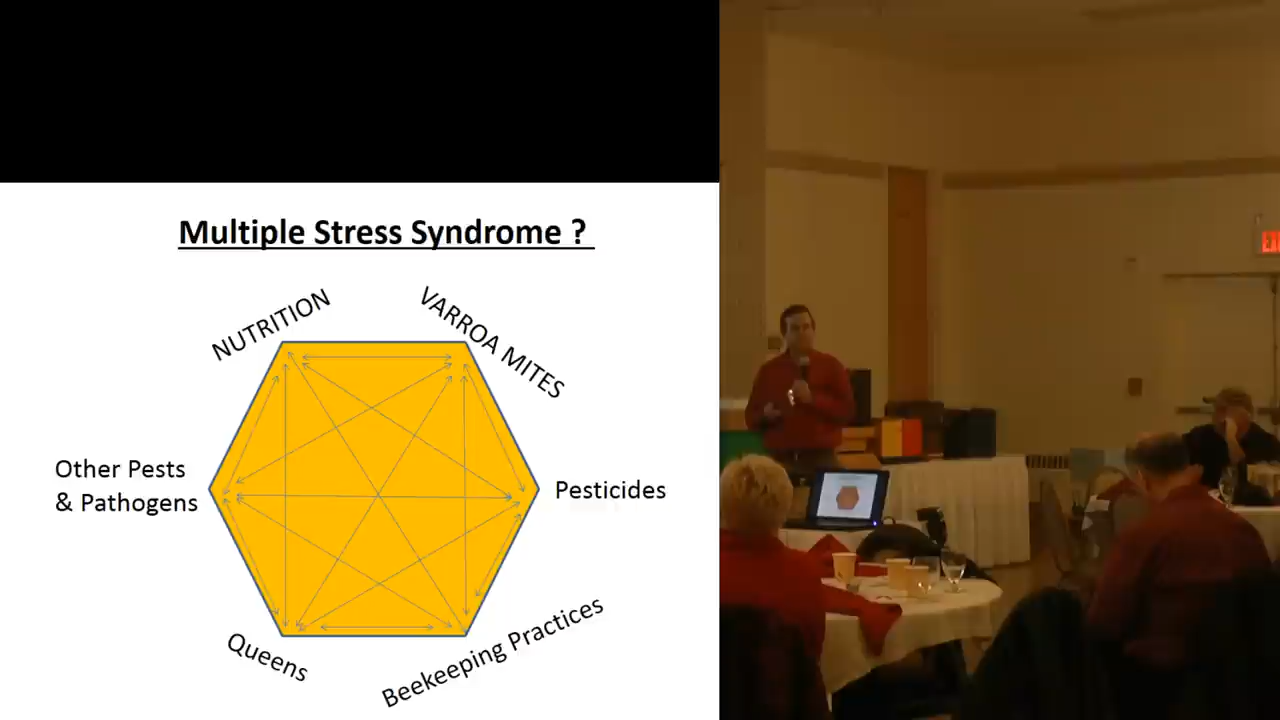 Multiple Stress Syndrome ?
NUTRITION
VARROA MITES
Other Pests
& Pathogens
Pesticides
Queens
Beekeeping Practices